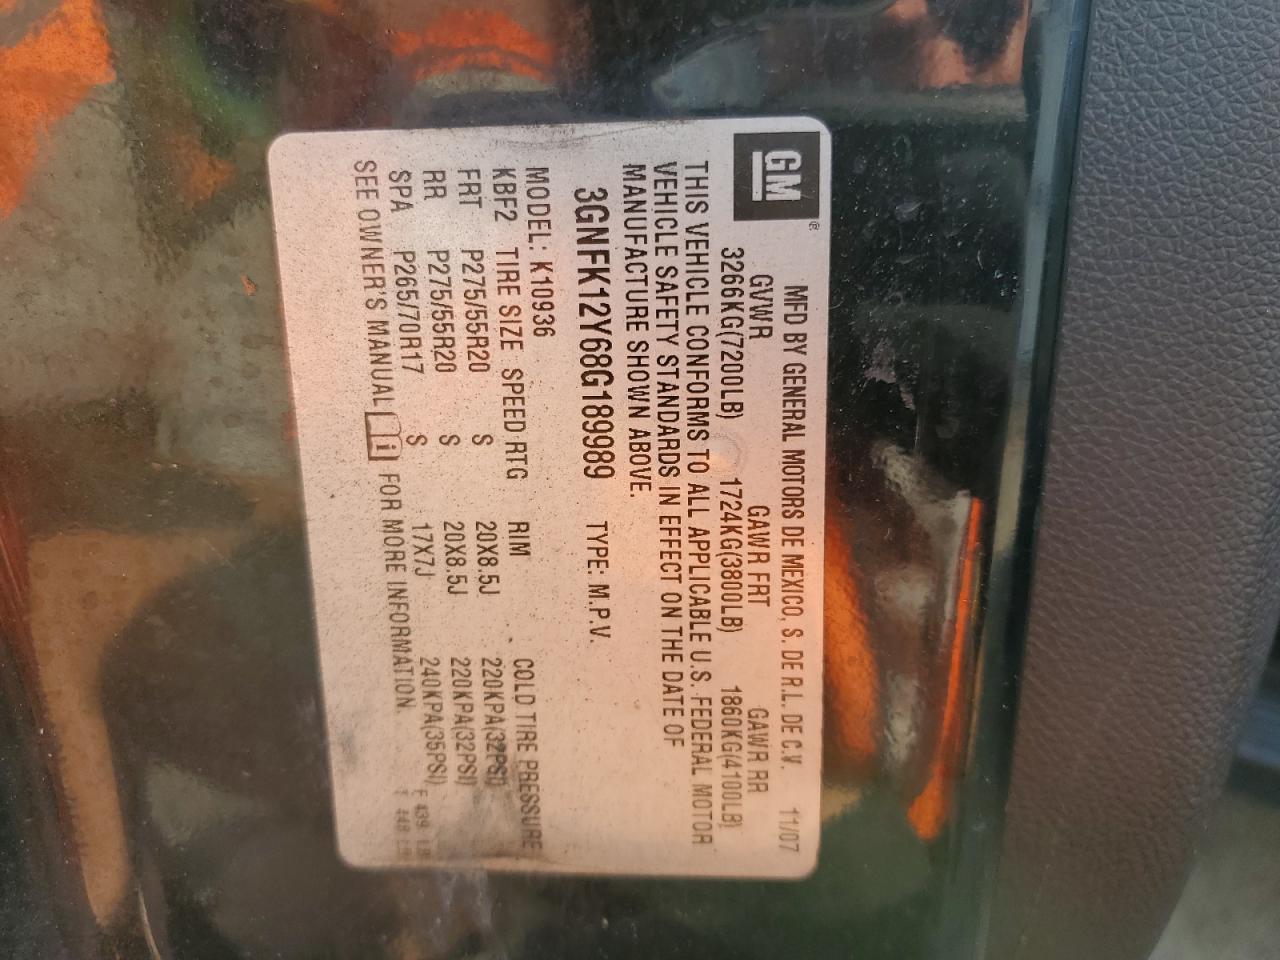 GM®
MFD BY GENERAL MOTORS DE MEXICO, S. DE R.L. DE C.V. 11/07
GVWR GAWR FRT GAWR RR
3266KG(7200LB) 1724KG(3800LB) 1860KG(4100LB)
THIS VEHICLE CONFORMS TO ALL APPLICABLE U.S. FEDERAL MOTOR
VEHICLE SAFETY STANDARDS IN EFFECT ON THE DATE OF
MANUFACTURE SHOWN ABOVE.
3GNFK12Y68G189989 TYPE: M.P.V.
MODEL: K10936
KBF2 TIRE SIZE SPEED RTG RIM COLD TIRE PRESSURE
FRT P275/55R20 S 20X8.5J 220KPA(32PSI)
RR P275/55R20 S 20X8.5J 220KPA(32PSI)
SPA P265/70R17 S 17X7J 240KPA(35PSI)
SEE OWNER'S MANUAL i FOR MORE INFORMATION.
F 439 LB
T 448 LB